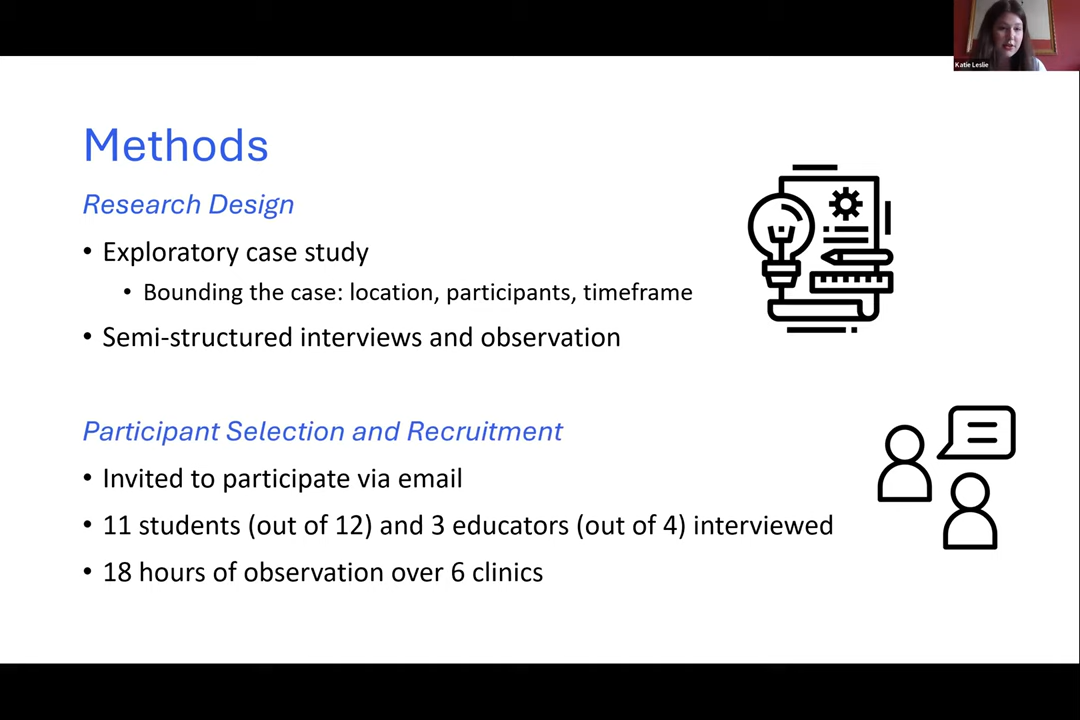 Katie Leslie
Methods
Research Design
• Exploratory case study
• Bounding the case: location, participants, timeframe
• Semi-structured interviews and observation
Participant Selection and Recruitment
• Invited to participate via email
• 11 students (out of 12) and 3 educators (out of 4) interviewed
• 18 hours of observation over 6 clinics